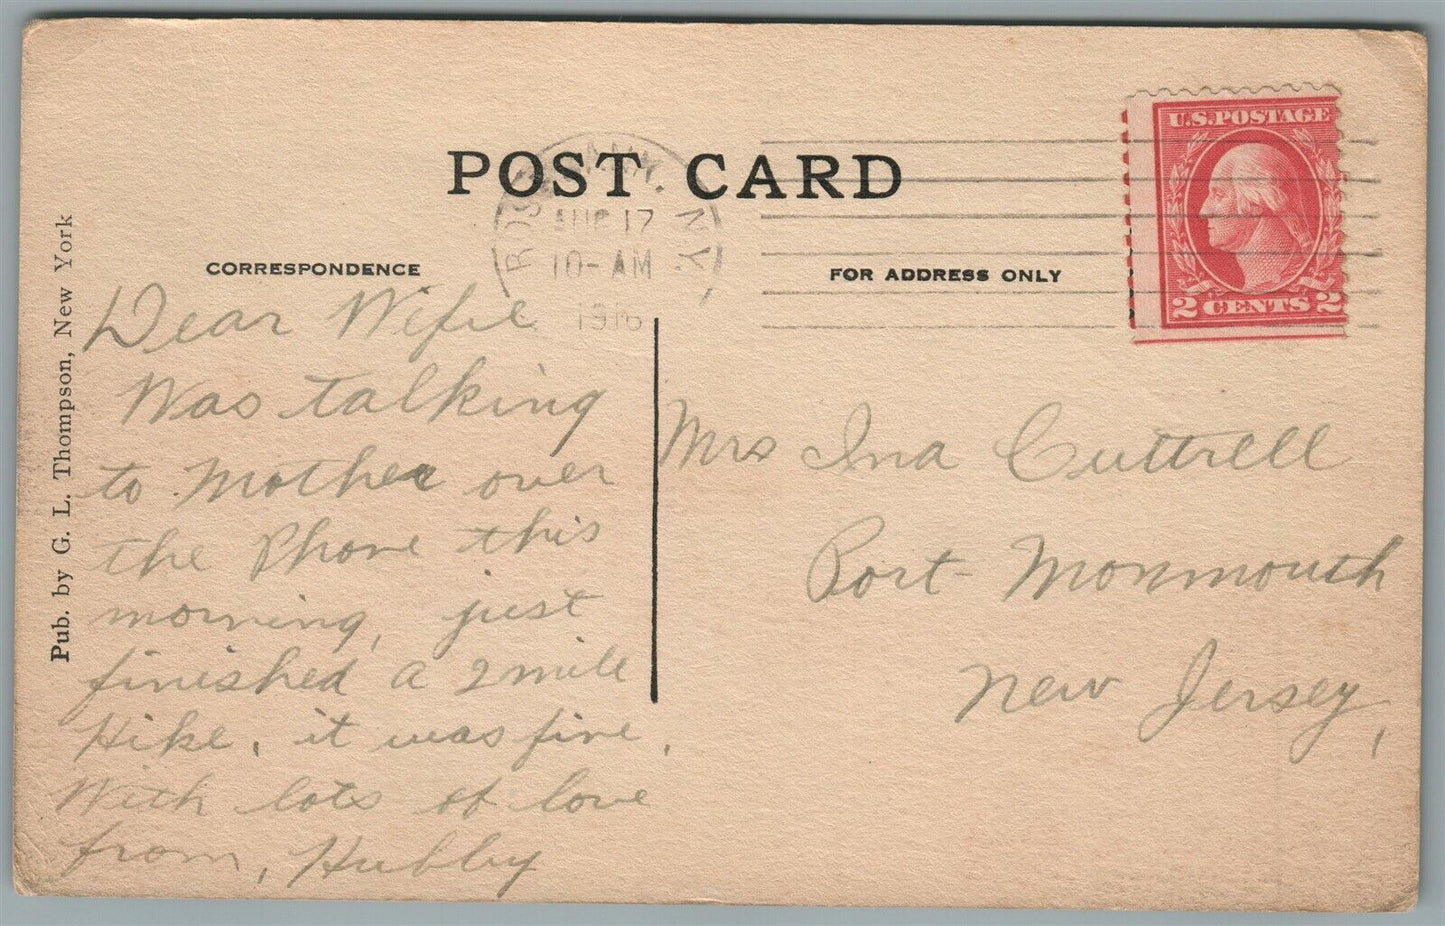 POST CARD
U.S. POSTAGE
2 CENTS 2
AUG 17
10-AM
1916
N.Y.
CORRESPONDENCE
FOR ADDRESS ONLY
Pub. by G. L. Thompson, New York
Dear Wifie
Was talking
to Mother over
the Phone this
morning, just
finished a 2 mile
Hike, it was fine,
With lots of love
from, Hubby
Mrs Ina Cuttrell
Port Monmouth
New Jersey,